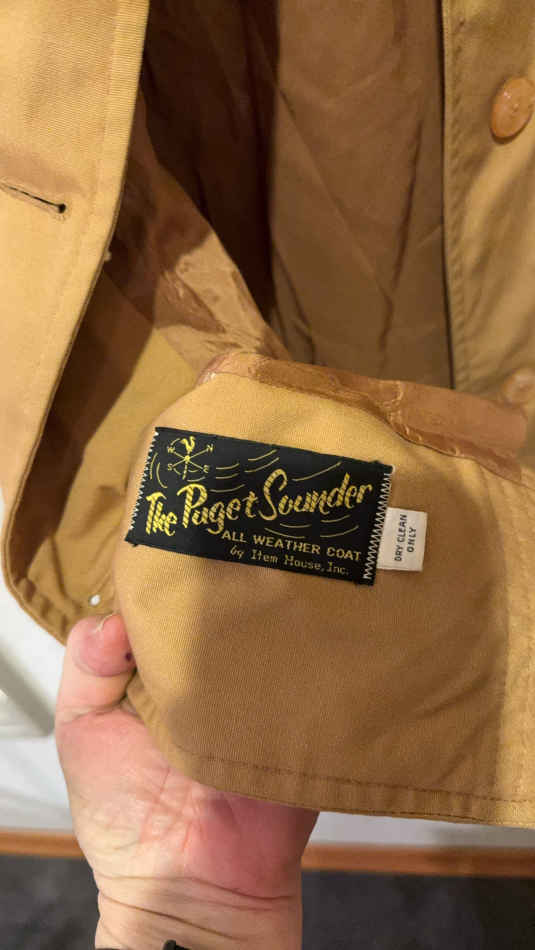 N
W
S E
The Puget Sounder
ALL WEATHER COAT
by Item House, Inc.
DRY CLEAN
ONLY